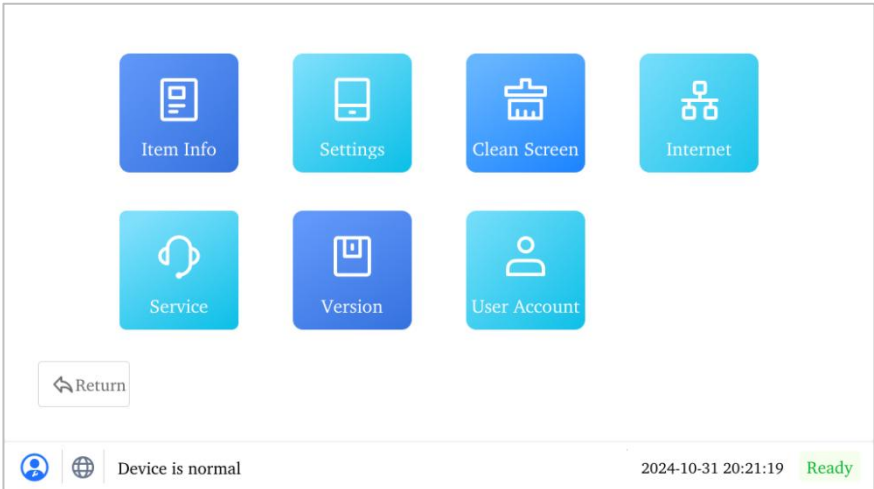 Item Info
Settings
Clean Screen
Internet
Service
Version
User Account
Return
Device is normal
2024-10-31 20:21:19
Ready